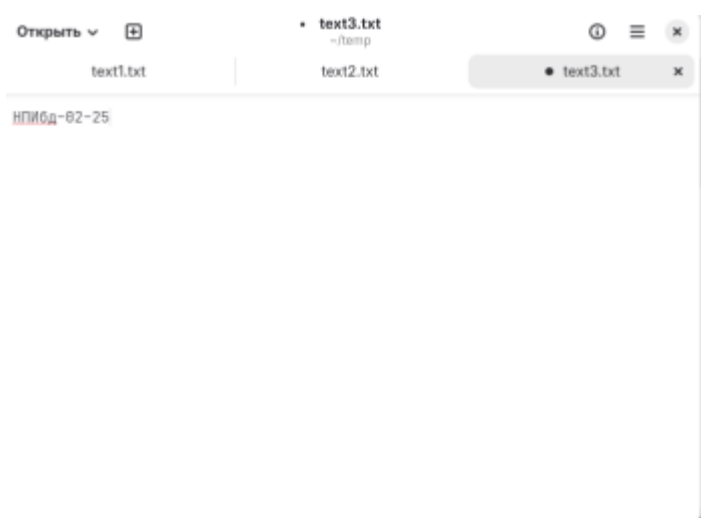 Открыть
• text3.txt
~/temp
text1.txt
text2.txt
• text3.txt
НПИбд-02-25